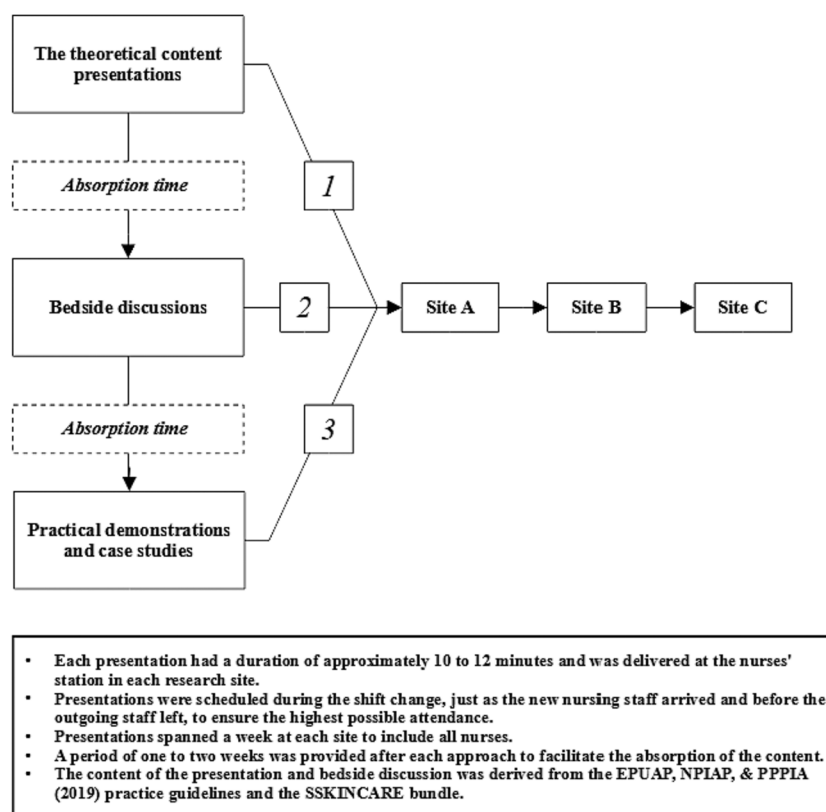 The theoretical content
presentations
1
Absorption time
Bedside discussions
2
Site A
Site B
Site C
Absorption time
3
Practical demonstrations
and case studies
• Each presentation had a duration of approximately 10 to 12 minutes and was delivered at the nurses'
station in each research site.
• Presentations were scheduled during the shift change, just as the new nursing staff arrived and before the
outgoing staff left, to ensure the highest possible attendance.
• Presentations spanned a week at each site to include all nurses.
• A period of one to two weeks was provided after each approach to facilitate the absorption of the content.
• The content of the presentation and bedside discussion was derived from the EPUAP, NPIAP, & PPPIA
(2019) practice guidelines and the SSKINCARE bundle.